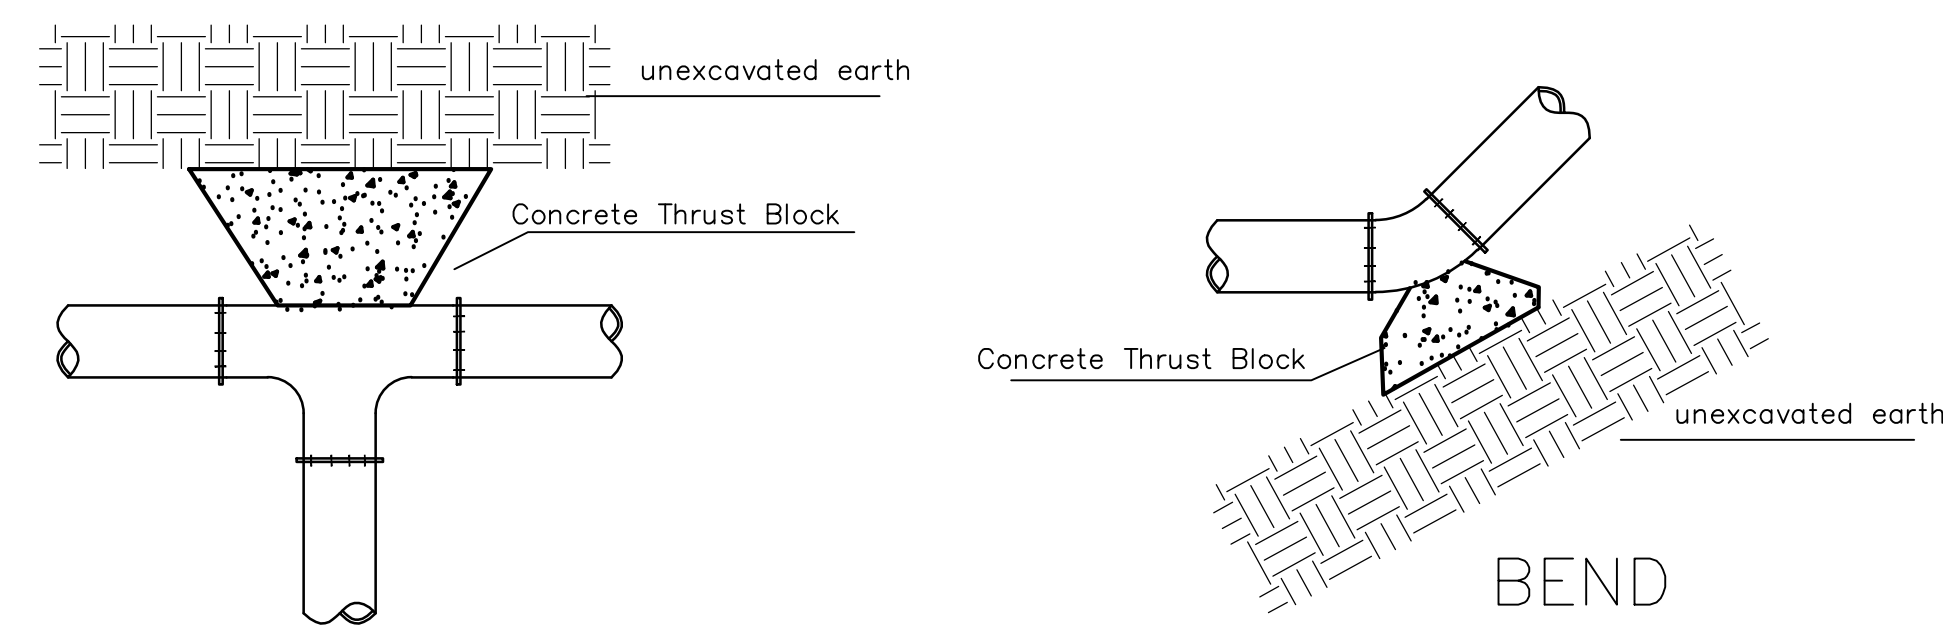 unexcavated earth
Concrete Thrust Block
Concrete Thrust Block
unexcavated earth
BEND